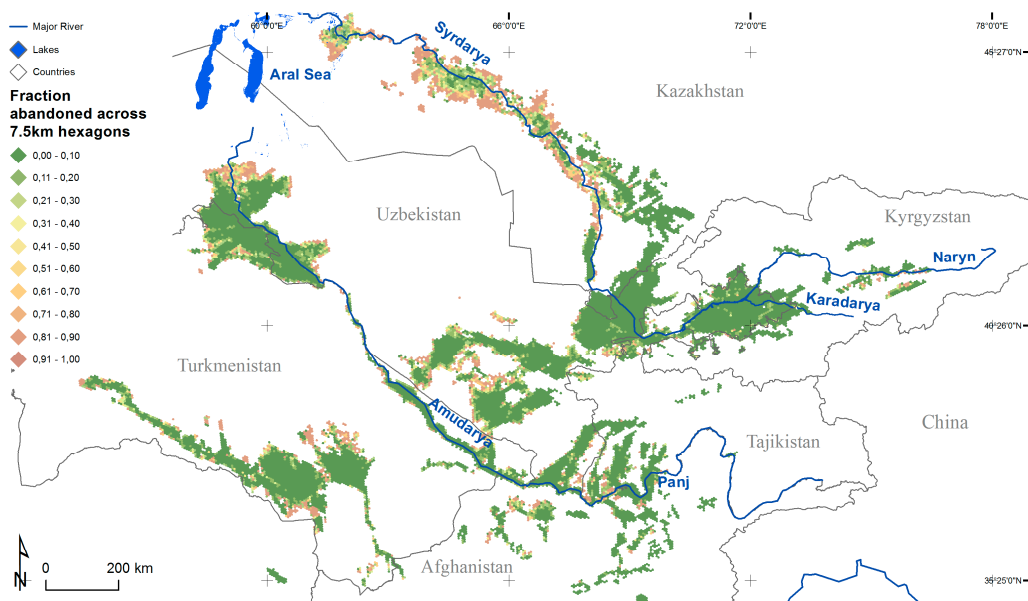 66°0'0"E
72°0'0"E
78°0'0"E
Major River
Lakes
Countries
Fraction
abandoned across
7.5km hexagons
0,00 - 0,10
0,11 - 0,20
0,21 - 0,30
0,31 - 0,40
0,41 - 0,50
0,51 - 0,60
0,61 - 0,70
0,71 - 0,80
0,81 - 0,90
0,91 - 1,00
Syrdarya
45°27'0"N
Aral Sea
Kazakhstan
Uzbekistan
Kyrgyzstan
Naryn
Karadarya
40°26'0"N
Turkmenistan
Amudarya
China
Tajikistan
Panj
Afghanistan
35°25'0"N
N
0
200 km